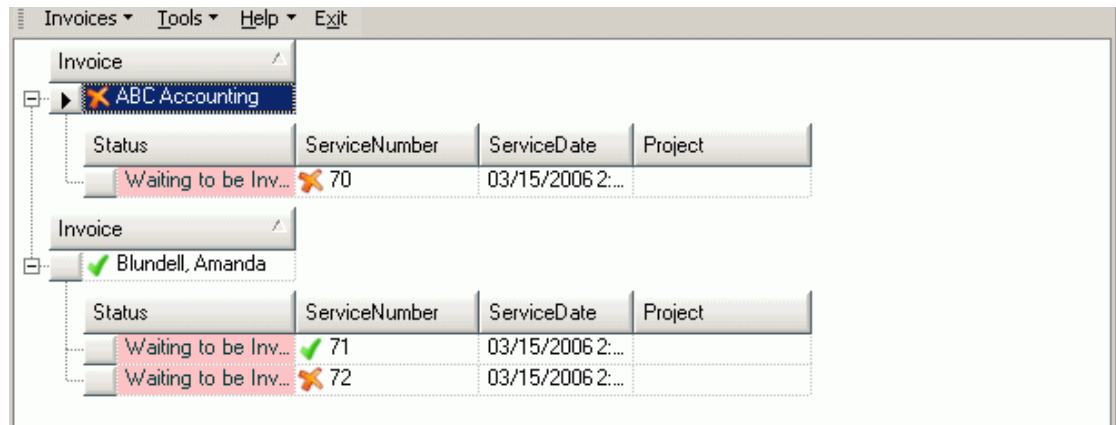 Invoices Tools Help Exit
Invoice
ABC Accounting
Status ServiceNumber ServiceDate Project
Waiting to be Inv... 70 03/15/2006 2:...
Invoice
Blundell, Amanda
Status ServiceNumber ServiceDate Project
Waiting to be Inv... 71 03/15/2006 2:...
Waiting to be Inv... 72 03/15/2006 2:...